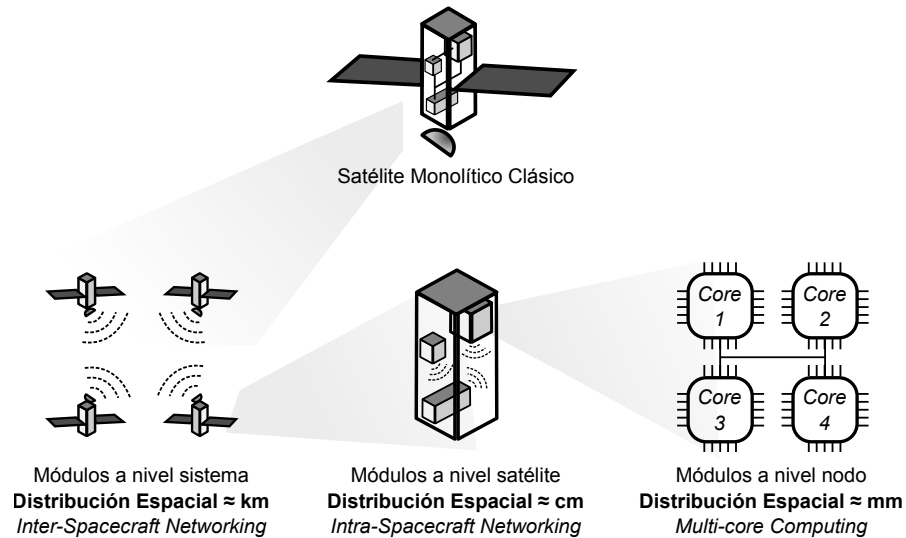 Satélite Monolítico Clásico
Core
1
Core
2
Core
3
Core
4
Módulos a nivel sistema
Distribución Espacial ≈ km
Inter-Spacecraft Networking
Módulos a nivel satélite
Distribución Espacial ≈ cm
Intra-Spacecraft Networking
Módulos a nivel nodo
Distribución Espacial ≈ mm
Multi-core Computing